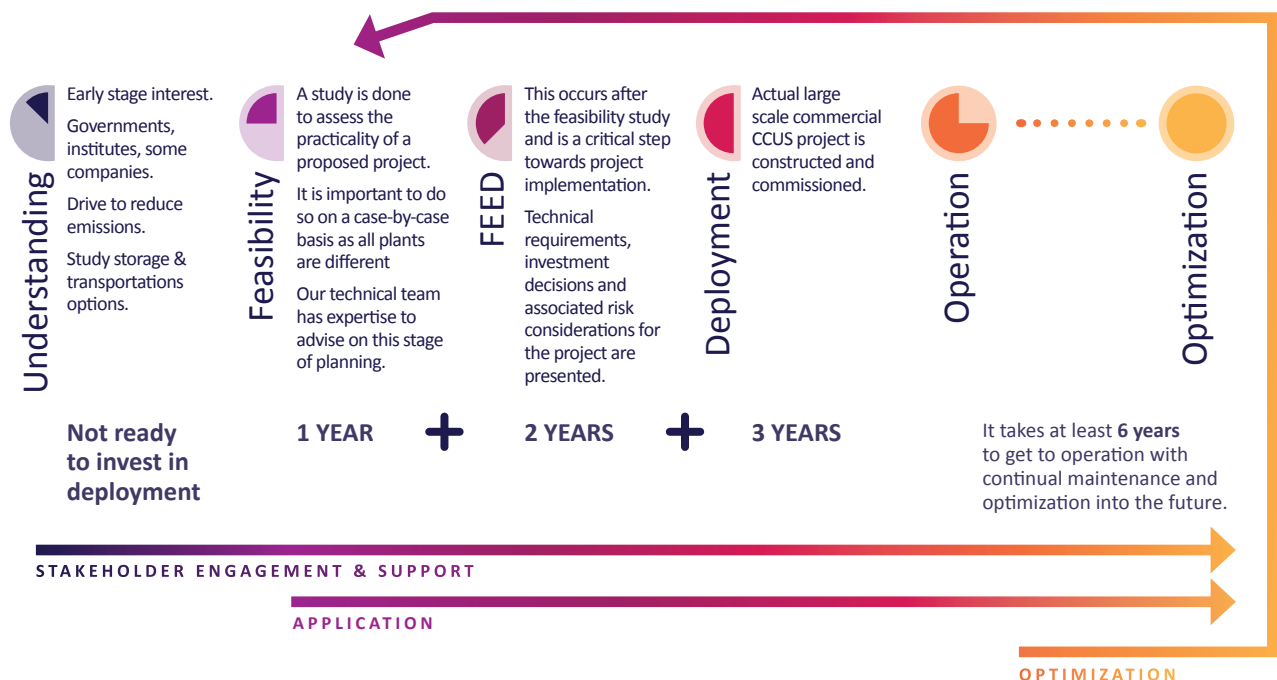 Understanding
Early stage interest.
Governments,
institutes, some
companies.
Drive to reduce
emissions.
Study storage &
transportations
options.
Not ready
to invest in
deployment
Feasibility
A study is done
to assess the
practicality of a
proposed project.
It is important to do
so on a case-by-case
basis as all plants
are different
Our technical team
has expertise to
advise on this stage
of planning.
1 YEAR
+
FEED
This occurs after
the feasibility study
and is a critical step
towards project
implementation.
Technical
requirements,
investment
decisions and
associated risk
considerations for
the project are
presented.
2 YEARS
+
Deployment
Actual large
scale commercial
CCUS project is
constructed and
commissioned.
3 YEARS
Operation
Optimization
It takes at least 6 years
to get to operation with
continual maintenance and
optimization into the future.
STAKEHOLDER ENGAGEMENT & SUPPORT
APPLICATION
OPTIMIZATION